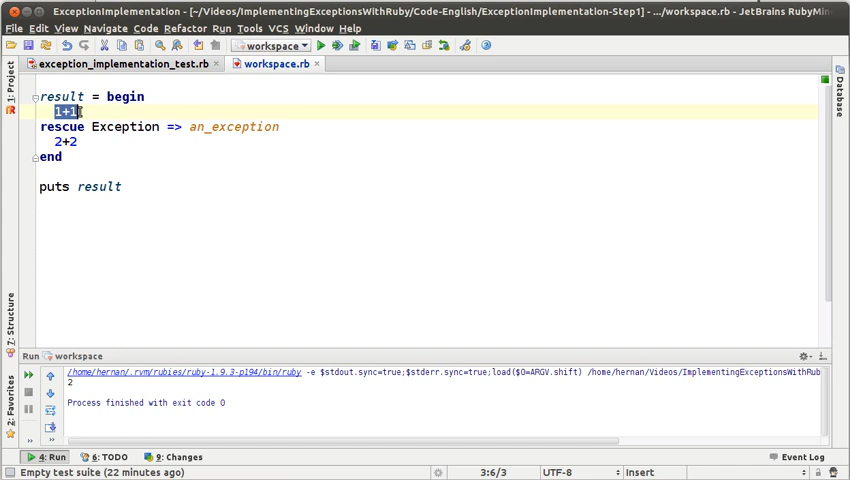 ExceptionImplementation - [~/Videos/ImplementingExceptionsWithRuby/Code-English/ExceptionImplementation-Step1] - .../workspace.rb - JetBrains RubyMin
File Edit View Navigate Code Refactor Run Tools VCS Window Help
workspace
exception_implementation_test.rb
workspace.rb
1: Project
Database
result = begin
1+1
rescue Exception => an_exception
2+2
end
puts result
7: Structure
2: Favorites
Run workspace
/home/hernan/.rvm/rubies/ruby-1.9.3-p194/bin/ruby -e $stdout.sync=true;$stderr.sync=true;load($0=ARGV.shift) /home/hernan/Videos/ImplementingExceptionsWithRub
2
Process finished with exit code 0
4: Run 6: TODO 9: Changes Event Log
Empty test suite (22 minutes ago) 3:6/3 UTF-8 Insert